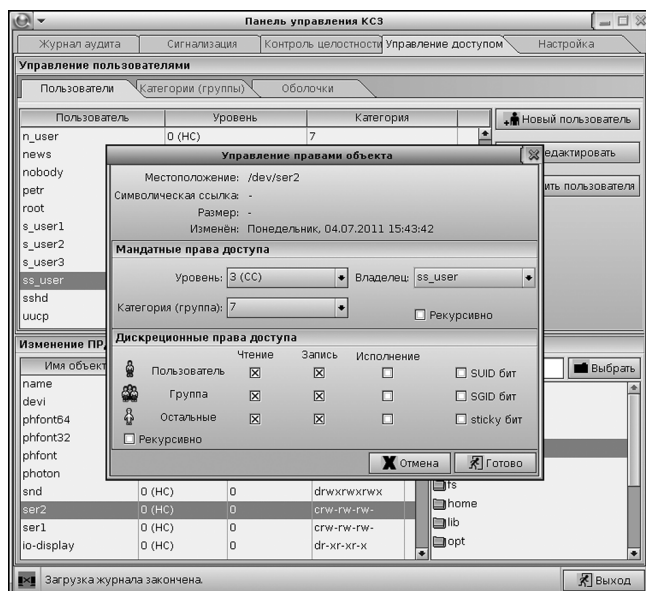 Панель управления КСЗ
Журнал аудита Сигнализация Контроль целостности Управление доступом Настройка
Управление пользователями
Пользователи Категории (группы) Оболочки
Пользователь Уровень Категория
Новый пользователь
n_user 0 (НС) 7
news
nobody
petr
root
s_user1
s_user2
s_user3
ss_user
sshd
uucp
едактировать
ить пользователя
Управление правами объекта
Местоположение: /dev/ser2
Символическая ссылка: -
Размер: -
Изменён: Понедельник, 04.07.2011 15:43:42
Мандатные права доступа
Уровень: 3 (СС) Владелец: ss_user
Категория (группа): 7 Рекурсивно
Дискреционные права доступа
Чтение Запись Исполнение
Пользователь SUID бит
Группа SGID бит
Остальные sticky бит
Рекурсивно
Отмена Готово
Изменение ПР
Имя объект
Выбрать
name
devi
phfont64
phfont32
phfont
photon
snd 0 (НС) 0 drwxrwxrwx
ser2 0 (НС) 0 crw-rw-rw-
ser1 0 (НС) 0 crw-rw-rw-
io-display 0 (НС) 0 dr-xr-xr-x
fs
home
lib
opt
Загрузка журнала закончена.
Выход